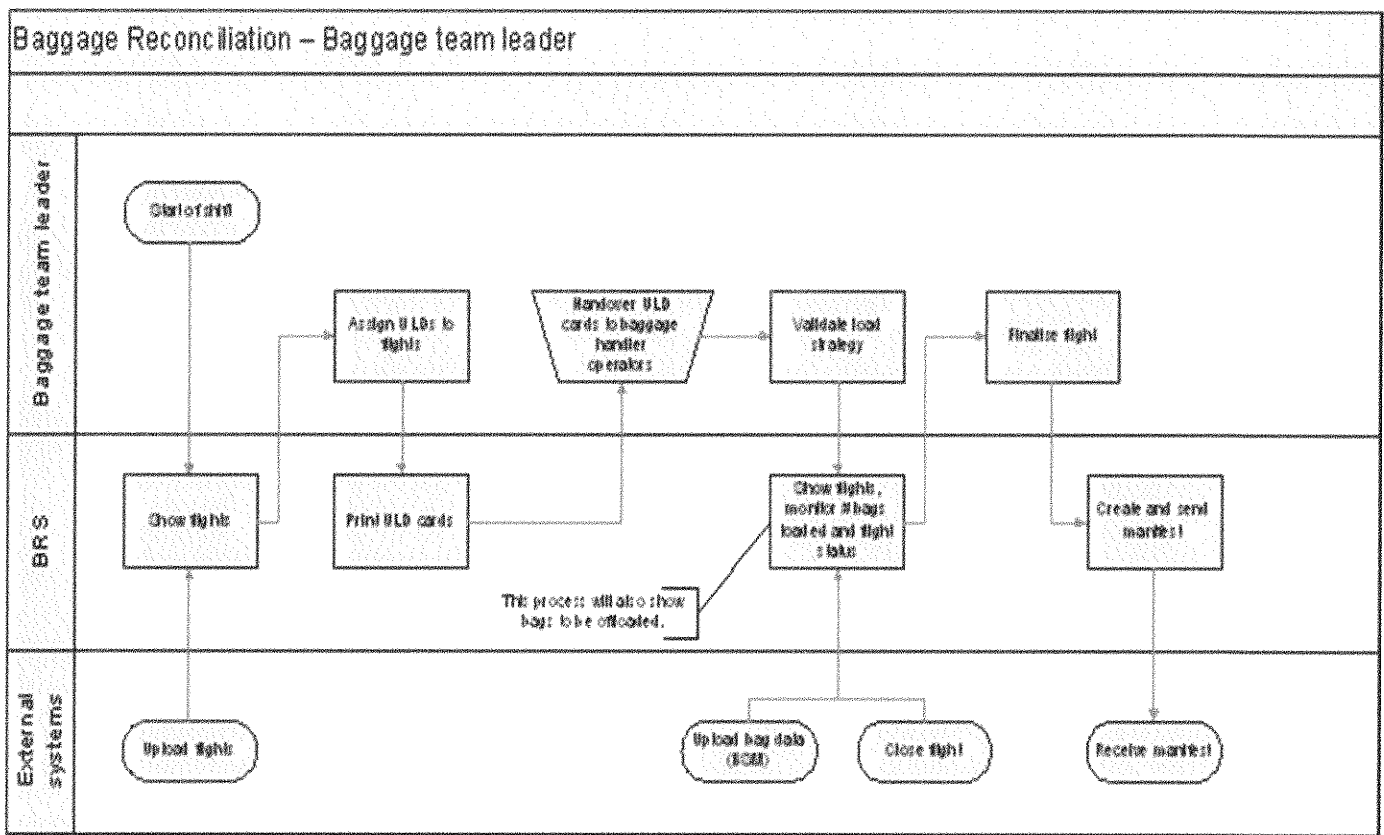 Baggage Reconciliation – Baggage team leader
Baggage team leader
Start of shift
Assign ULDs to
flights
Handover ULD
cards to baggage
handler
operators
Validate load
strategy
Finalise flight
BRS
Show flights
Print ULD cards
Show flights,
monitor # bags
loaded and flight
status
Create and send
manifest
This process will also show
bags to be offloaded.
External
systems
Upload flights
Upload bag data
(BSM)
Close flight
Receive manifest